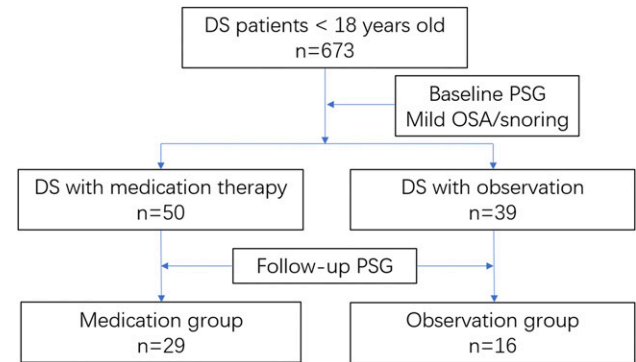 DS patients < 18 years old
n=673
Baseline PSG
Mild OSA/snoring
DS with medication therapy
n=50
DS with observation
n=39
Follow-up PSG
Medication group
n=29
Observation group
n=16